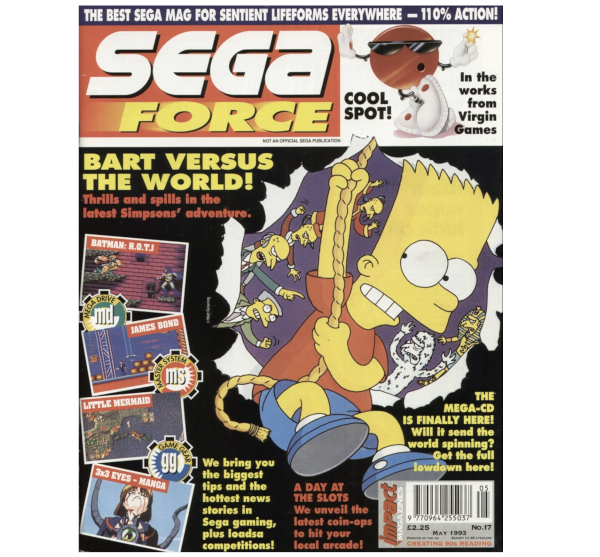 THE BEST SEGA MAG FOR SENTIENT LIFEFORMS EVERYWHERE — 110% ACTION!
SEGA
FORCE
NOT AN OFFICIAL SEGA PUBLICATION
COOL
SPOT!
In the
works
from
Virgin
Games
BART VERSUS
THE WORLD!
Thrills and spills in the
latest Simpsons' adventure.
BATMAN: R.O.T.J
MEGA DRIVE
md
JAMES BOND
MASTER SYSTEM
ms
LITTLE MERMAID
GAME GEAR
gg
3x3 EYES - MANGA
We bring you
the biggest
tips and the
hottest news
stories in
Sega gaming,
plus loadsa
competitions!
A DAY AT
THE SLOTS
We unveil the
latest coin-ops
to hit your
local arcade!
THE
MEGA-CD
IS FINALLY HERE!
Will it send the
world spinning?
Get the full
lowdown here!
impact
MAGAZINES
05
9 770964 255037
£2.25
No.17
MAY 1993
CREATING 90s READING